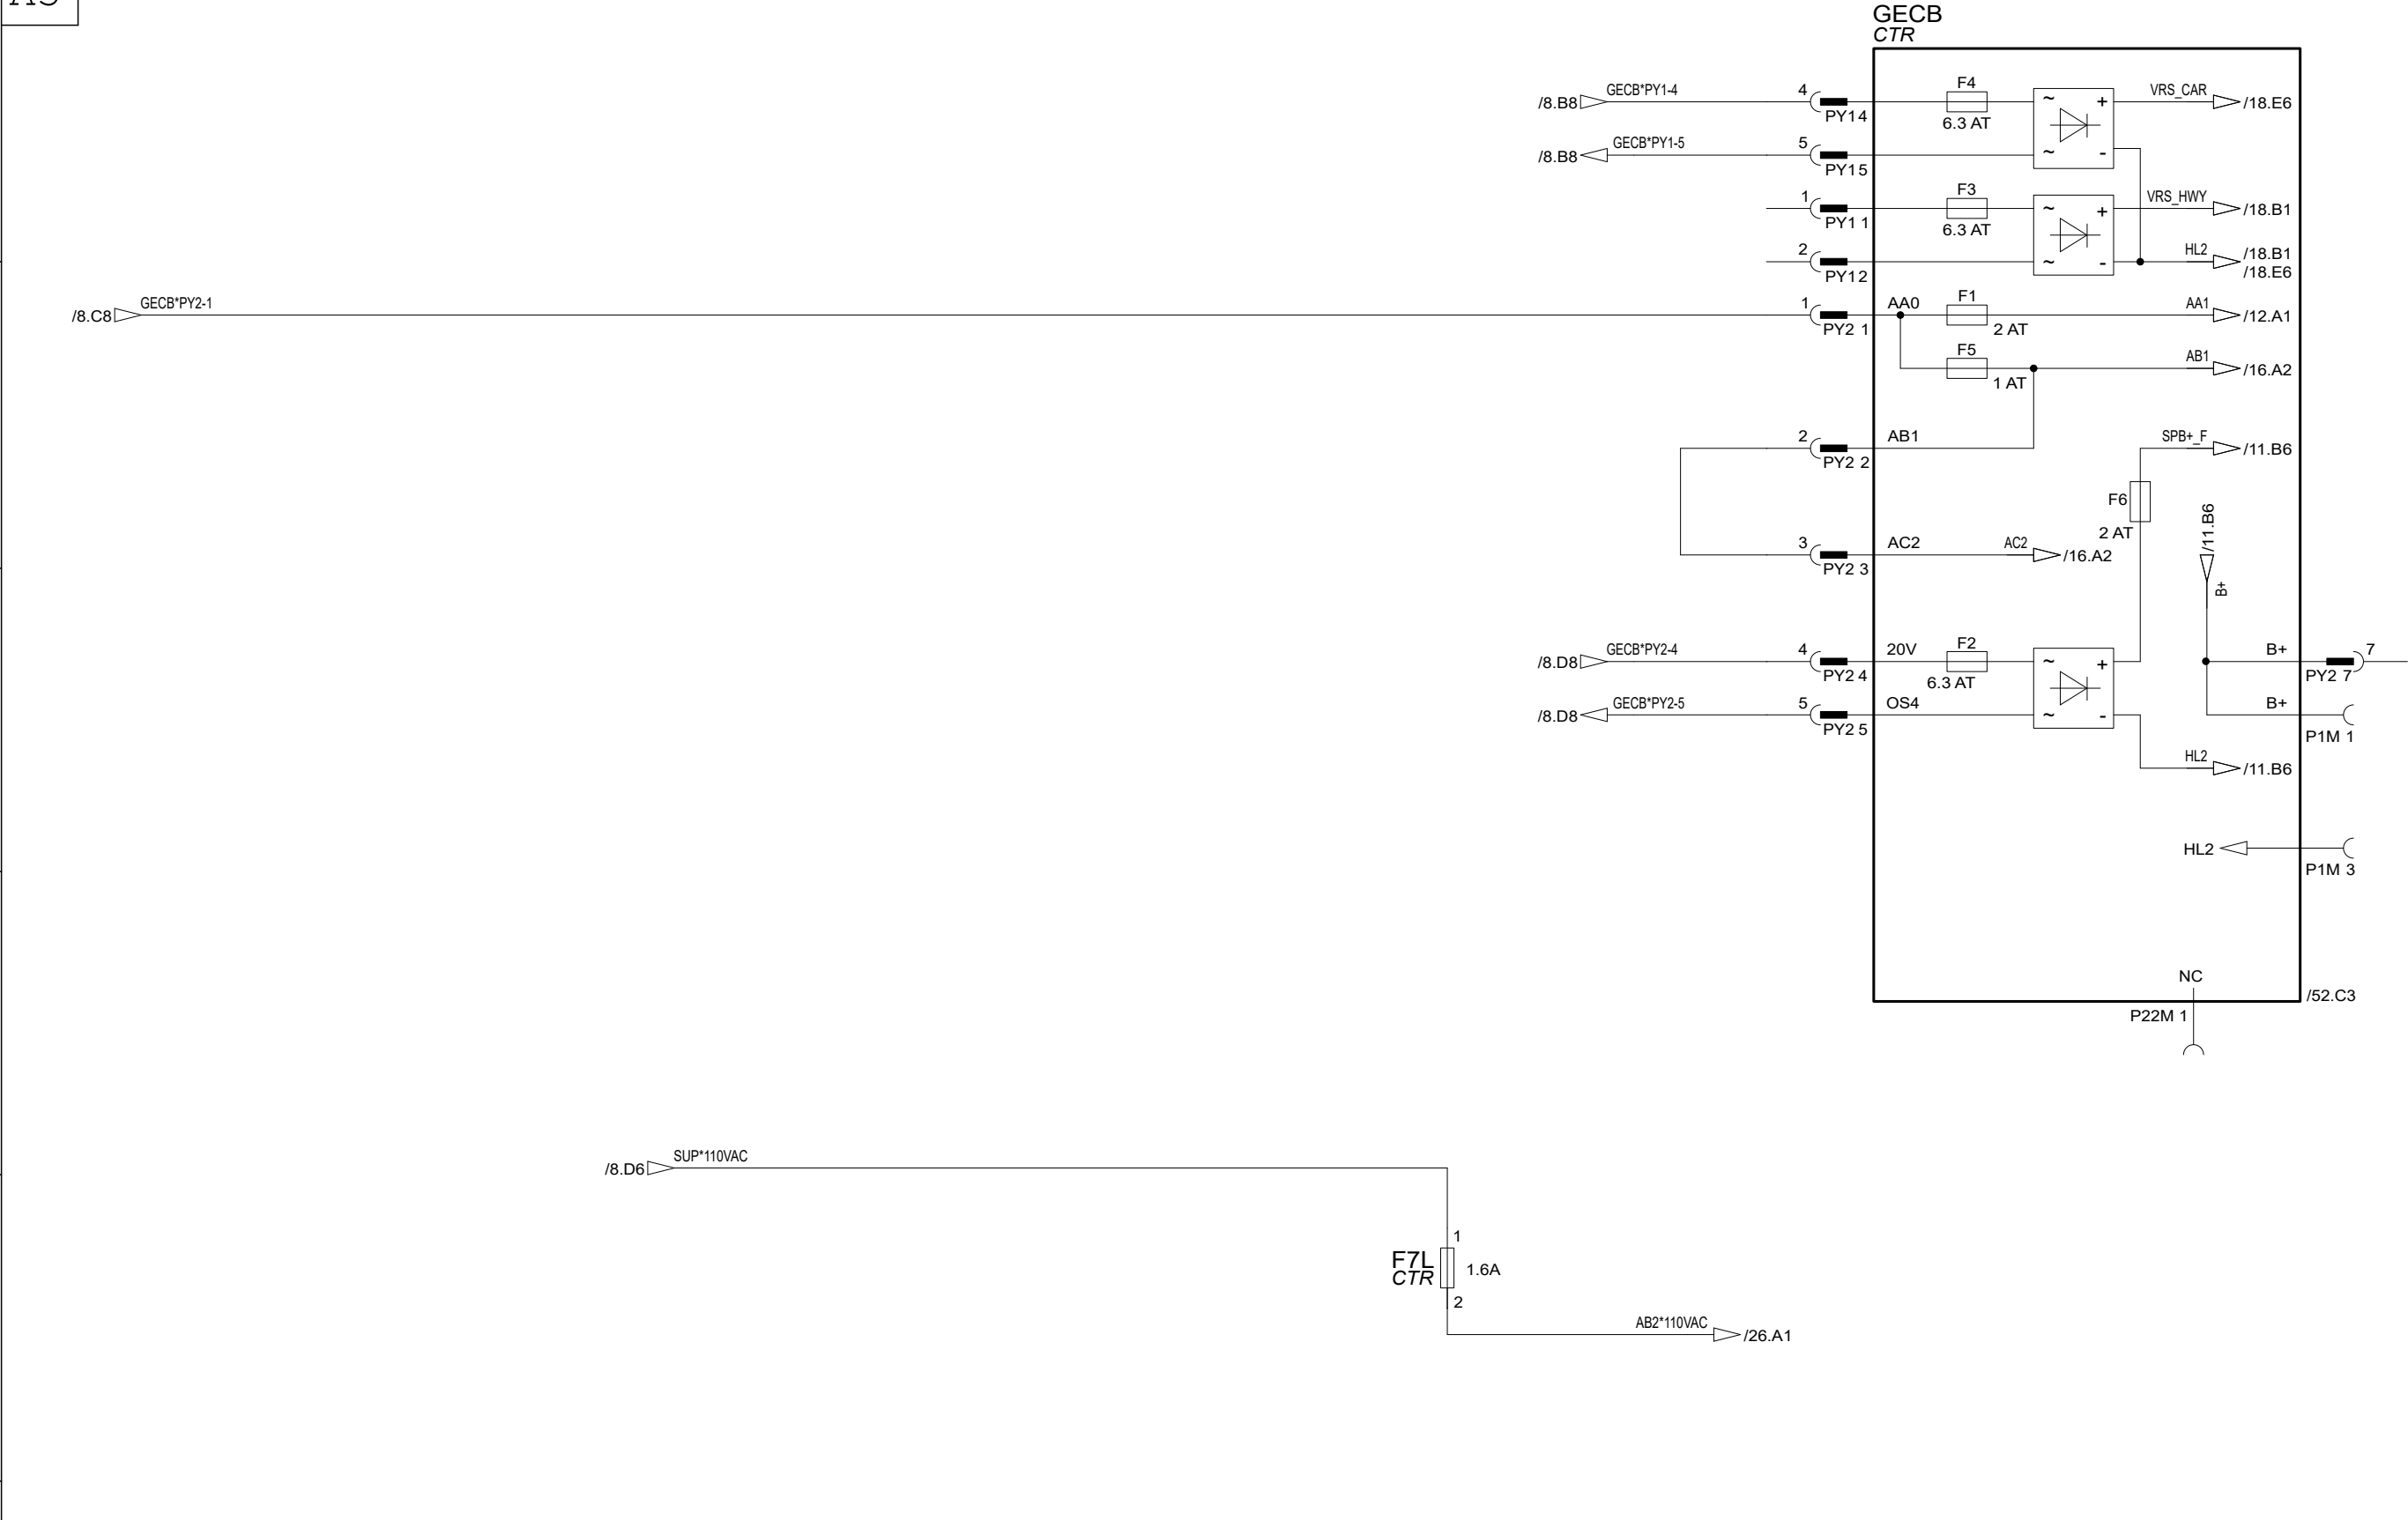 GECB
CTR
F4
/8.B8 GECB*PY1-4 4 VRS_CAR /18.E6
PY1 4 6.3 AT
/8.B8 GECB*PY1-5 5
PY1 5
~ + ~ -
F3
1 VRS_HWY /18.B1
PY1 1 6.3 AT
2 HL2 /18.B1
/18.E6
PY1 2
~ + ~ -
/8.C8 GECB*PY2-1 1 AA0 F1 AA1 /12.A1
PY2 1 2 AT
F5 AB1 /16.A2
1 AT
2 AB1 SPB+_F /11.B6
PY2 2
F6
2 AT
/11.B6
B+
3 AC2 AC2 /16.A2
PY2 3
/8.D8 GECB*PY2-4 4 20V F2 B+ 7
PY2 4 6.3 AT PY2 7
/8.D8 GECB*PY2-5 5 OS4 B+
PY2 5 P1M 1
~ + ~ -
HL2 /11.B6
HL2
P1M 3
NC
/52.C3
P22M 1
/8.D6 SUP*110VAC
1
F7L
CTR
1.6A
2
AB2*110VAC /26.A1